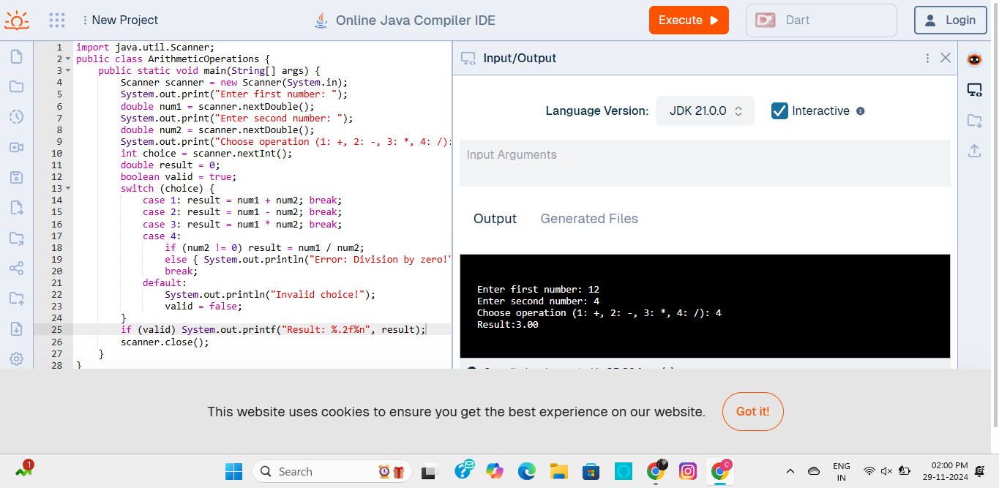 New Project
Online Java Compiler IDE
Execute
Dart
Login
1 import java.util.Scanner;
2 public class ArithmeticOperations {
3 public static void main(String[] args) {
4 Scanner scanner = new Scanner(System.in);
5 System.out.print("Enter first number: ");
6 double num1 = scanner.nextDouble();
7 System.out.print("Enter second number: ");
8 double num2 = scanner.nextDouble();
9 System.out.print("Choose operation (1: +, 2: -, 3: *, 4: /):
10 int choice = scanner.nextInt();
11 double result = 0;
12 boolean valid = true;
13 switch (choice) {
14 case 1: result = num1 + num2; break;
15 case 2: result = num1 - num2; break;
16 case 3: result = num1 * num2; break;
17 case 4:
18 if (num2 != 0) result = num1 / num2;
19 else { System.out.println("Error: Division by zero!"
20 break;
21 default:
22 System.out.println("Invalid choice!");
23 valid = false;
24 }
25 if (valid) System.out.printf("Result: %.2f%n", result);
26 scanner.close();
27 }
28 }
Input/Output
Language Version:
JDK 21.0.0
Interactive
Input Arguments
Output
Generated Files
Enter first number: 12
Enter second number: 4
Choose operation (1: +, 2: -, 3: *, 4: /): 4
Result:3.00
This website uses cookies to ensure you get the best experience on our website.
Got it!
1
Search
C
ENG
IN
02:00 PM
29-11-2024